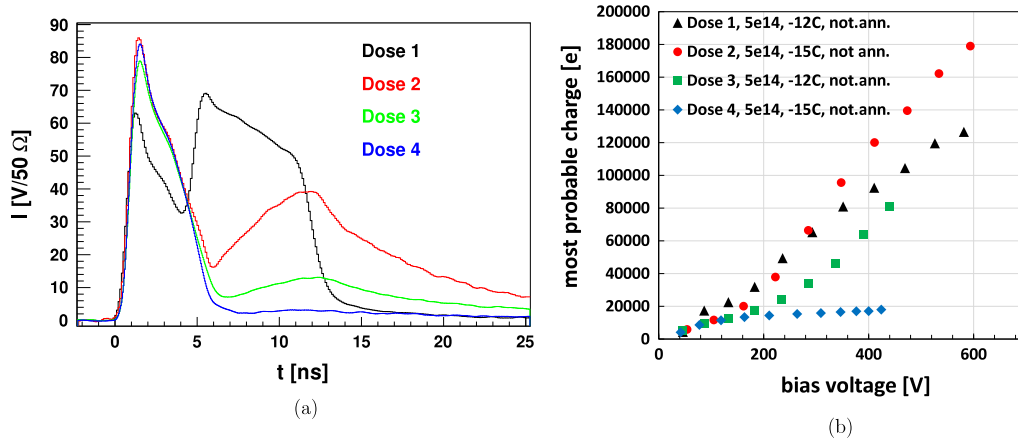 90
80
70
60
50
40
30
20
10
0
I [V/50 Ω]
Dose 1
Dose 2
Dose 3
Dose 4
0 5 10 15 20 25
t [ns]
(a)
200000
180000
160000
140000
120000
100000
80000
60000
40000
20000
0
most probable charge [e]
Dose 1, 5e14, -12C, not.ann.
Dose 2, 5e14, -15C, not.ann.
Dose 3, 5e14, -12C, not.ann.
Dose 4, 5e14, -15C, not.ann.
0 200 400 600
bias voltage [V]
(b)